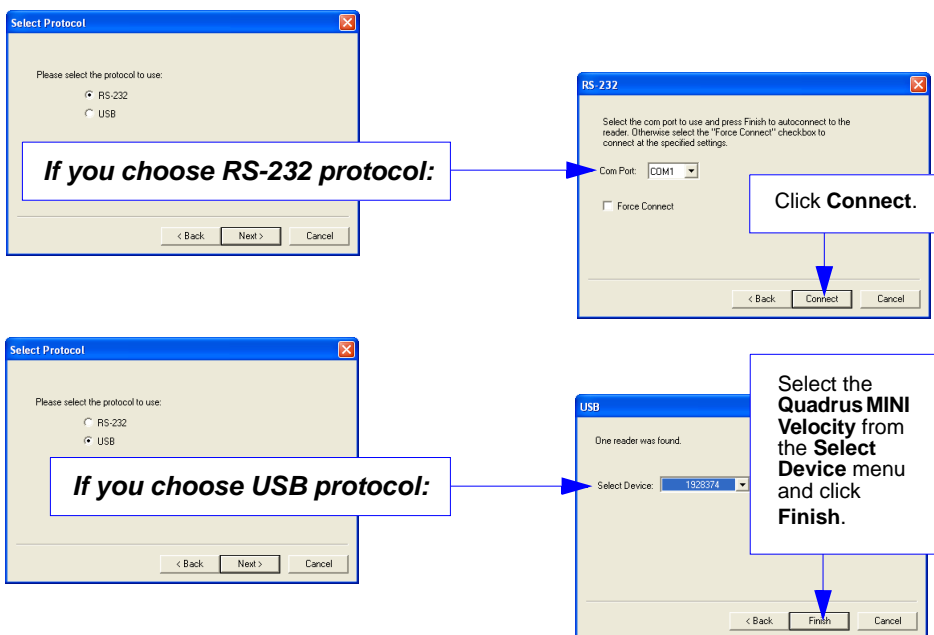 Select Protocol
Please select the protocol to use:
RS-232
USB
If you choose RS-232 protocol:
< Back
Next >
Cancel
RS-232
Select the com port to use and press Finish to autoconnect to the
reader. Otherwise select the "Force Connect" checkbox to
connect at the specified settings.
Com Port:
COM1
Force Connect
Click Connect.
< Back
Connect
Cancel
Select Protocol
Please select the protocol to use:
RS-232
USB
If you choose USB protocol:
< Back
Next >
Cancel
USB
One reader was found.
Select Device:
1928374
Select the
Quadrus MINI
Velocity from
the Select
Device menu
and click
Finish.
< Back
Finish
Cancel